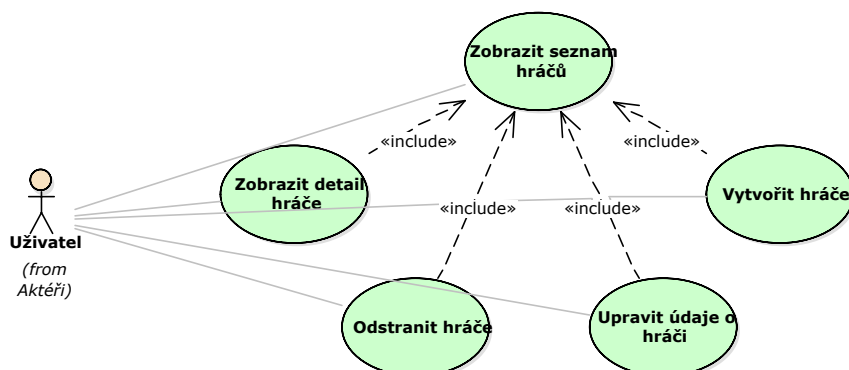 Zobrazit seznam
hráčů
«include»
«include»
Zobrazit detail
hráče
Vytvořit hráče
«include»
«include»
Uživatel
(from
Aktéři)
Odstranit hráče
Upravit údaje o
hráči